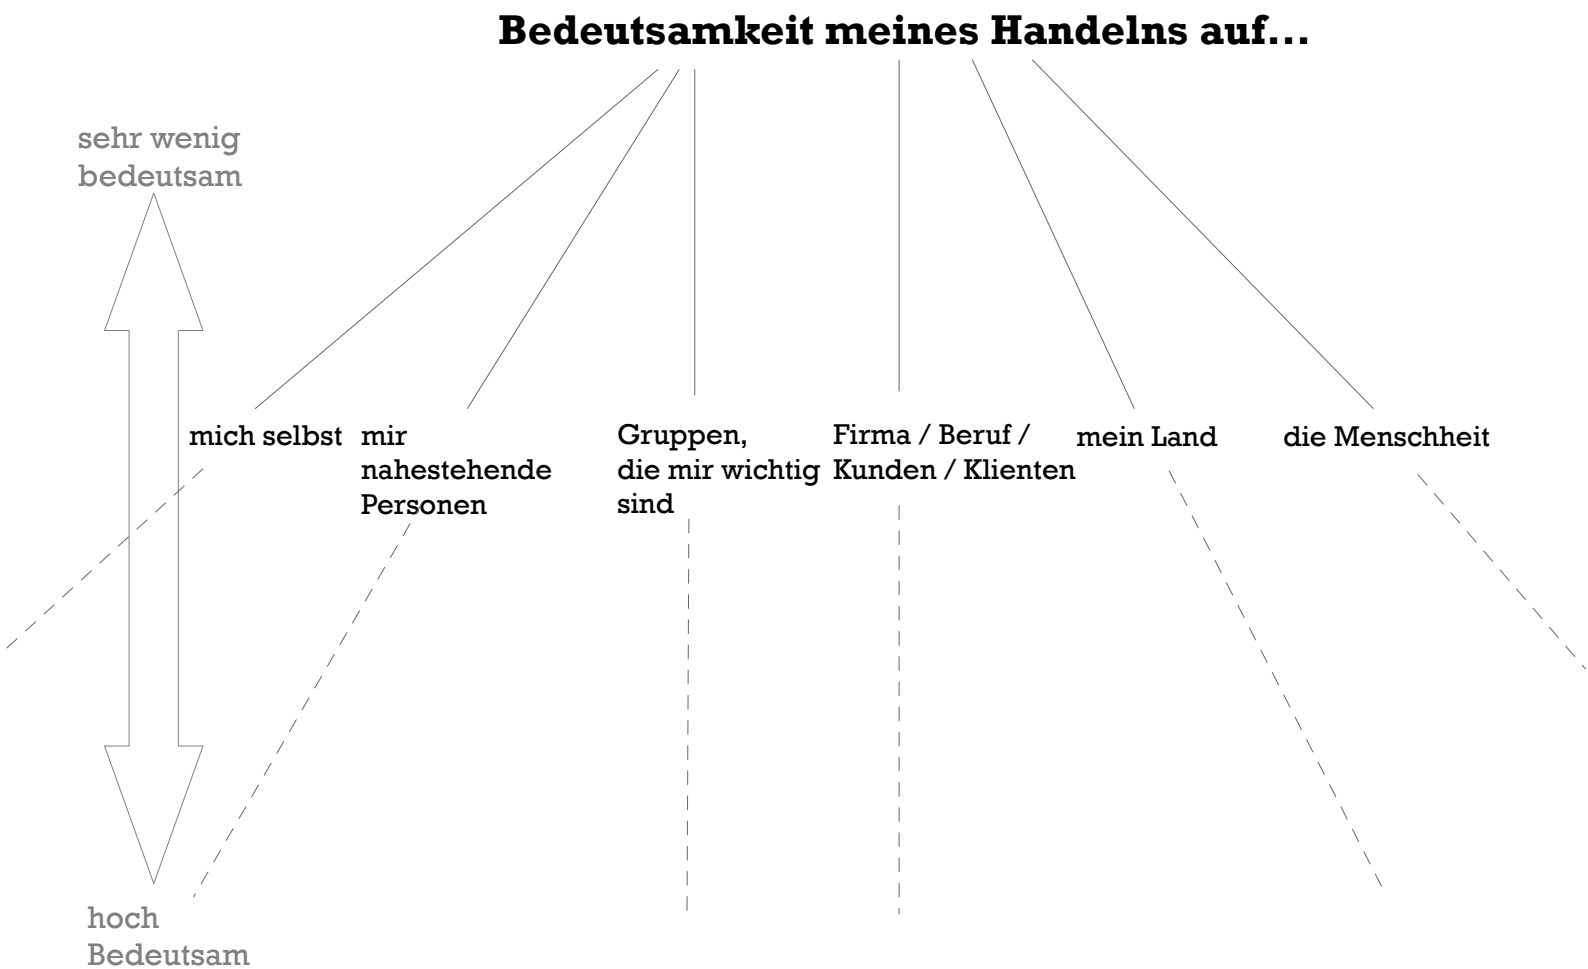 Bedeutsamkeit meines Handelns auf...
sehr wenig
bedeutsam
mich selbst
mir
nahestehende
Personen
Gruppen,
die mir wichtig
sind
Firma / Beruf /
Kunden / Klienten
mein Land
die Menschheit
hoch
Bedeutsam